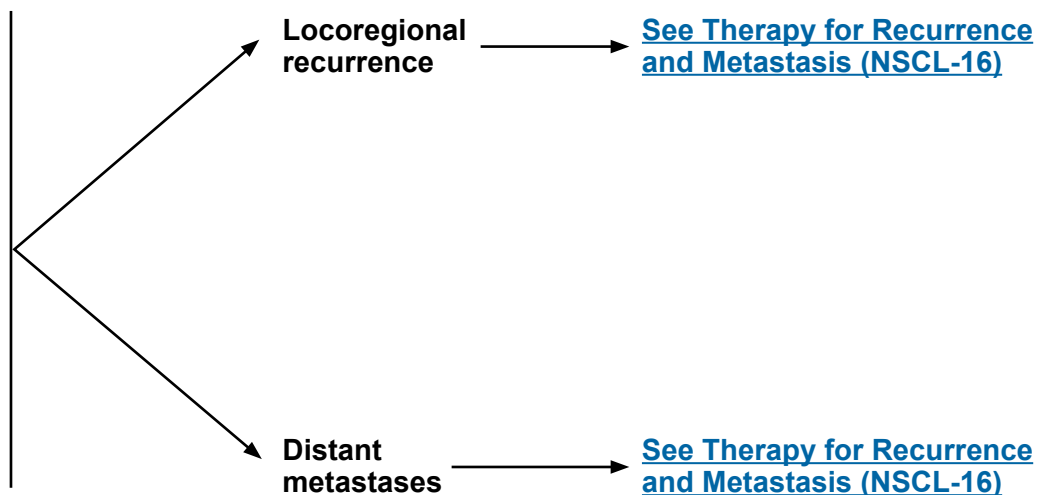 Locoregional
recurrence
See Therapy for Recurrence
and Metastasis (NSCL-16)
Distant
metastases
See Therapy for Recurrence
and Metastasis (NSCL-16)